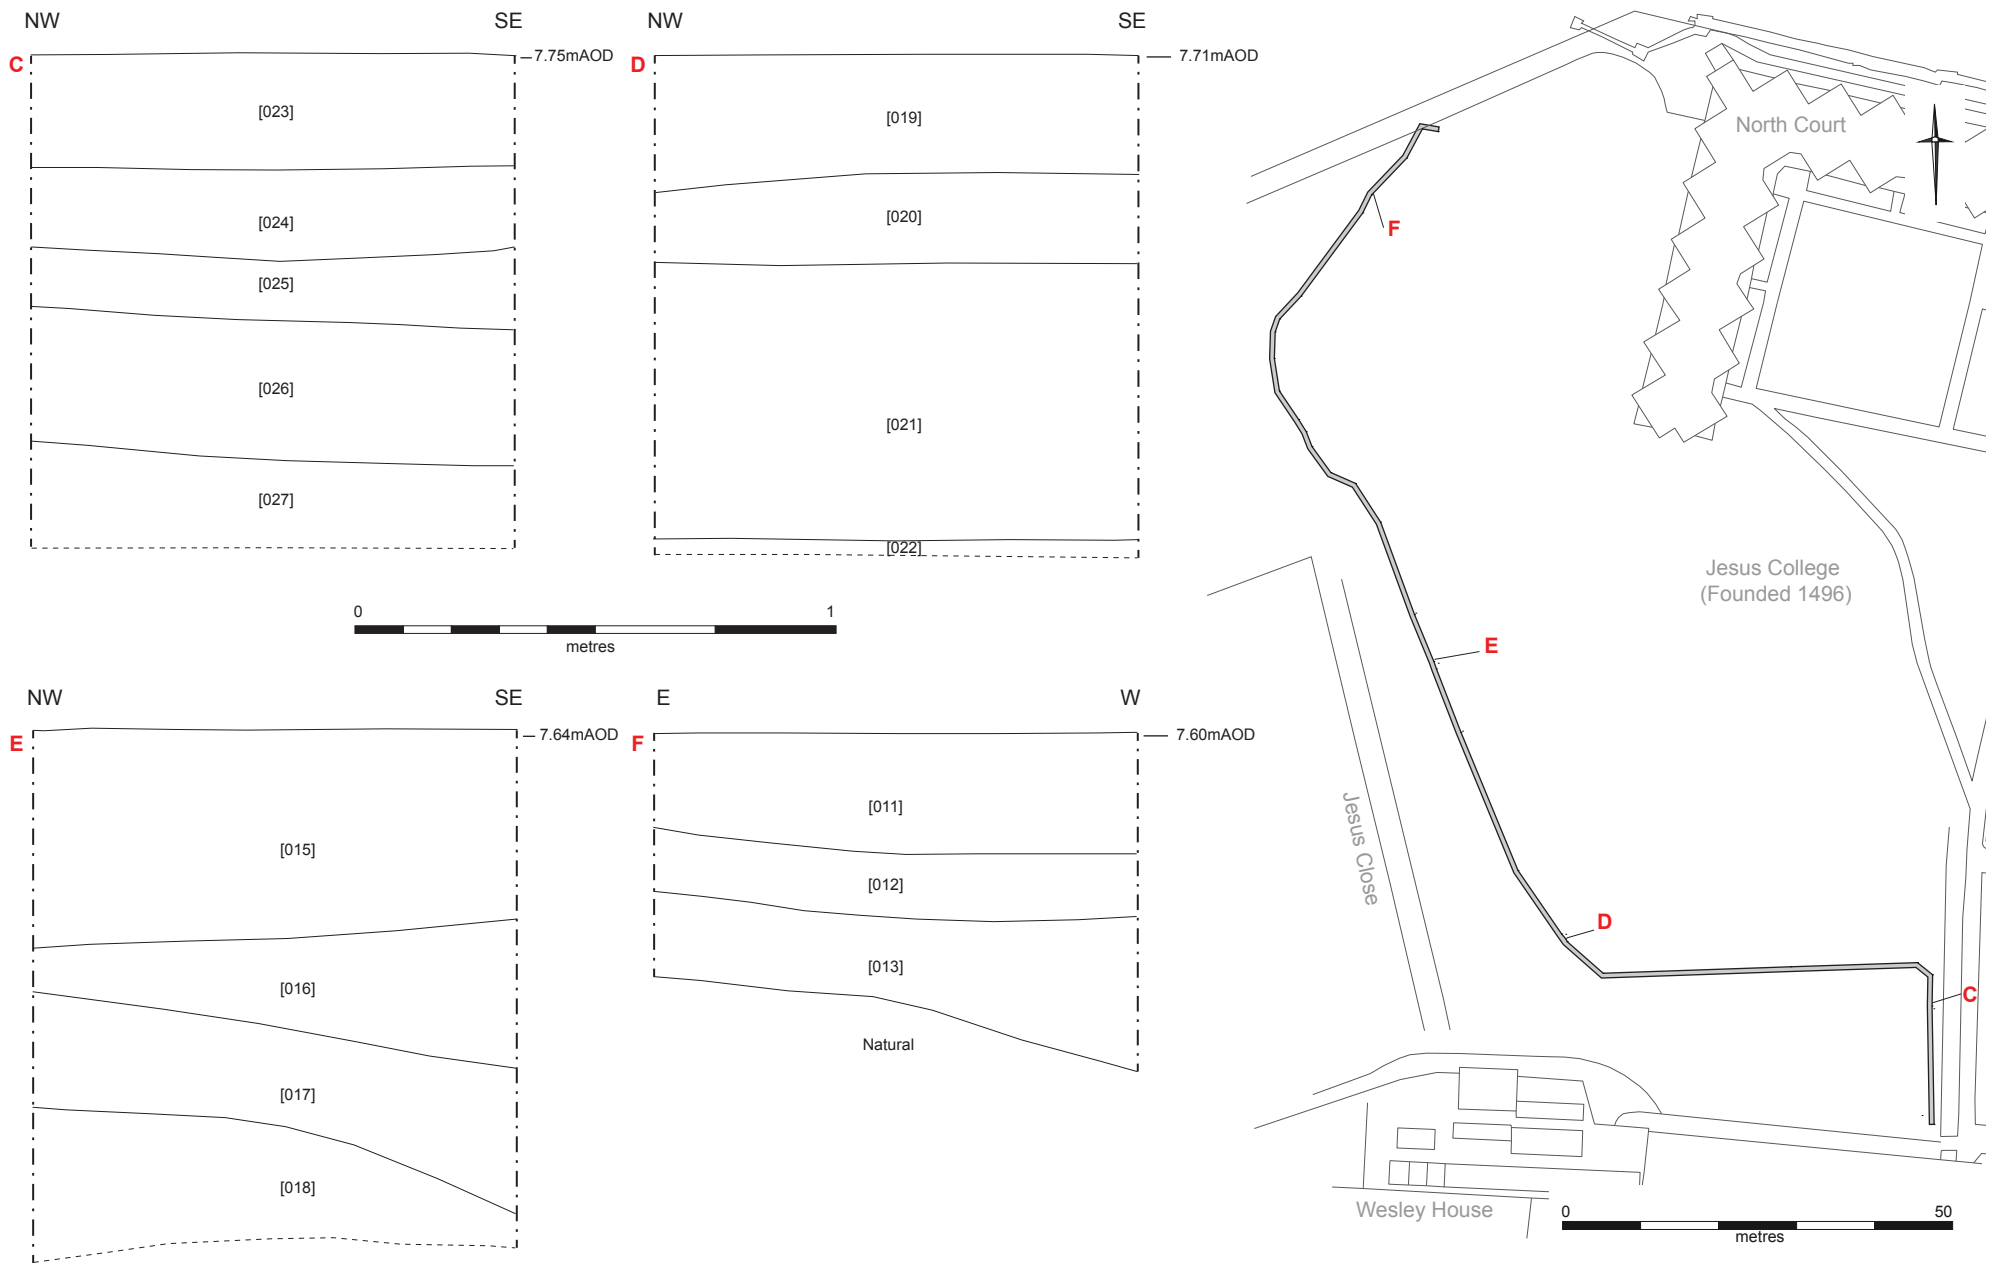 NW SE
C
7.75mAOD
[023]
[024]
[025]
[026]
[027]
NW SE
D
7.71mAOD
[019]
[020]
[021]
[022]
0 1
metres
NW SE
E
7.64mAOD
[015]
[016]
[017]
[018]
E W
F
7.60mAOD
[011]
[012]
[013]
Natural
North Court
F
Jesus College
(Founded 1496)
E
Jesus Close
D
C
Wesley House
0 50
metres